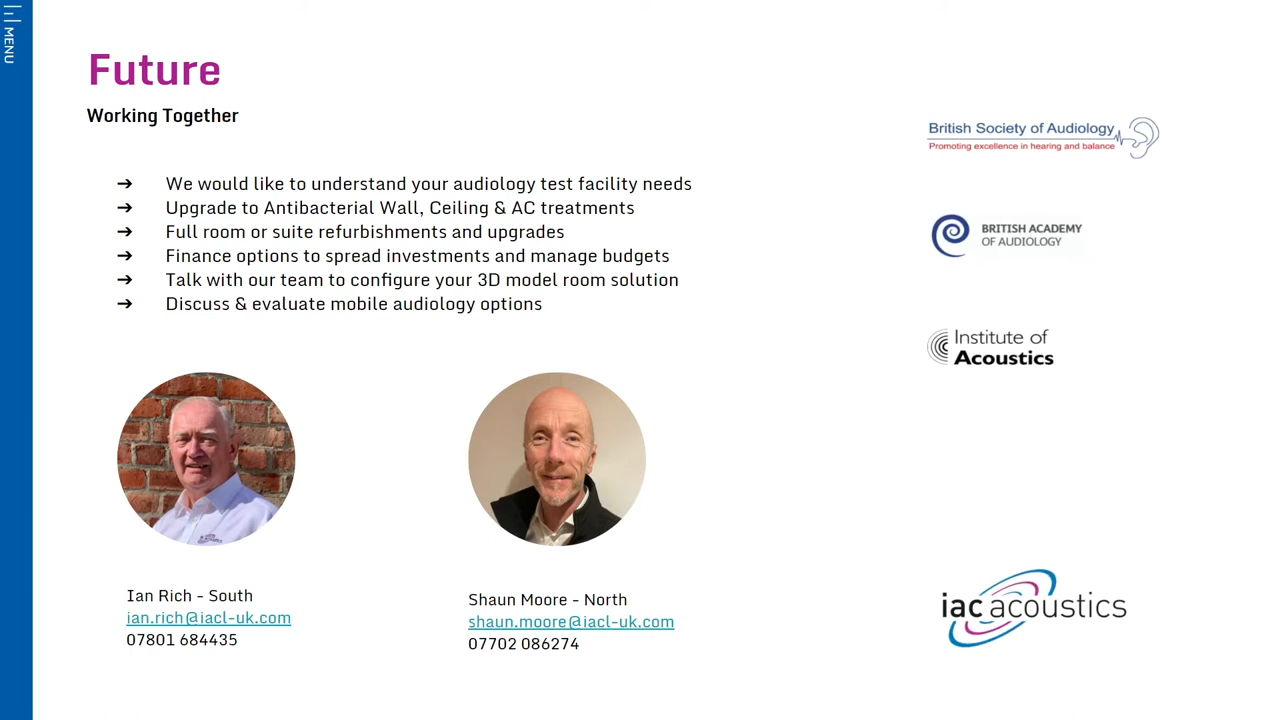 MENU
Future
Working Together
➔ We would like to understand your audiology test facility needs
➔ Upgrade to Antibacterial Wall, Ceiling & AC treatments
➔ Full room or suite refurbishments and upgrades
➔ Finance options to spread investments and manage budgets
➔ Talk with our team to configure your 3D model room solution
➔ Discuss & evaluate mobile audiology options
British Society of Audiology
Promoting excellence in hearing and balance
BRITISH ACADEMY
OF AUDIOLOGY
Institute of
Acoustics
Ian Rich - South
ian.rich@iacl-uk.com
07801 684435
Shaun Moore - North
shaun.moore@iacl-uk.com
07702 086274
iac acoustics